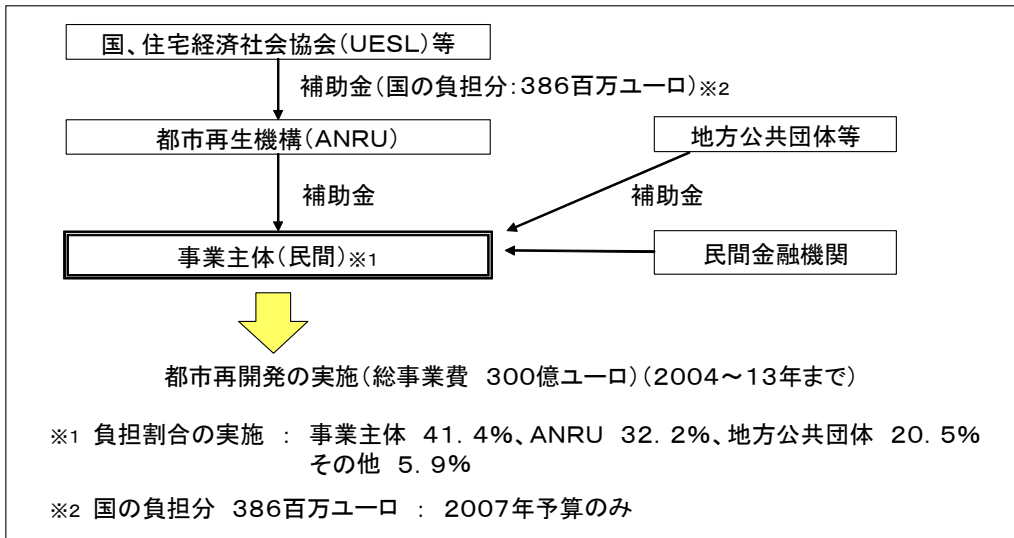 国、住宅経済社会協会(UESL)等
補助金(国の負担分:386百万ユーロ)※2
都市再生機構(ANRU)
地方公共団体等
補助金
補助金
事業主体(民間)※1
民間金融機関
都市再開発の実施(総事業費 300億ユーロ)(2004～13年まで)
※1 負担割合の実施 : 事業主体 41.4%、ANRU 32.2%、地方公共団体 20.5%
その他 5.9%
※2 国の負担分 386百万ユーロ : 2007年予算のみ